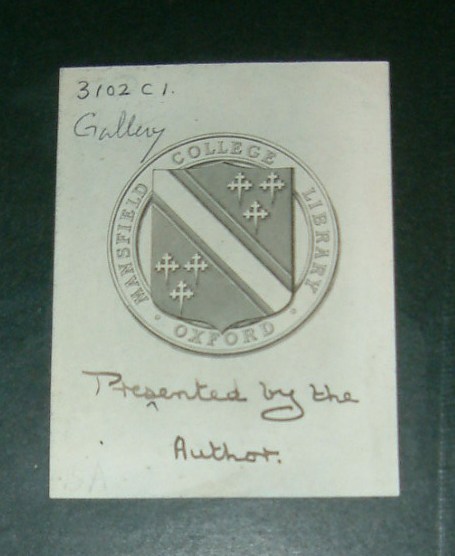 3102 C1.
Gallery
MANSFIELD COLLEGE LIBRARY
OXFORD
Presented by the
Author.